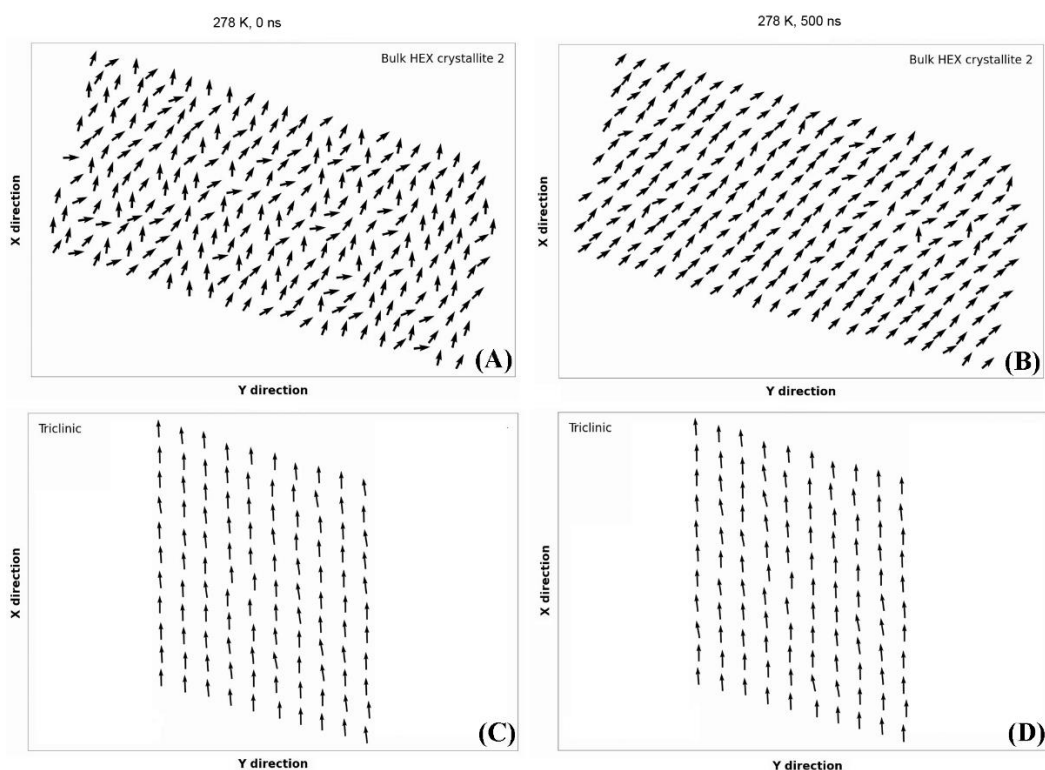 278 K, 0 ns
278 K, 500 ns
Bulk HEX crystallite 2
X direction
(A)
Y direction
Bulk HEX crystallite 2
X direction
(B)
Y direction
Triclinic
X direction
(C)
Y direction
Triclinic
X direction
(D)
Y direction